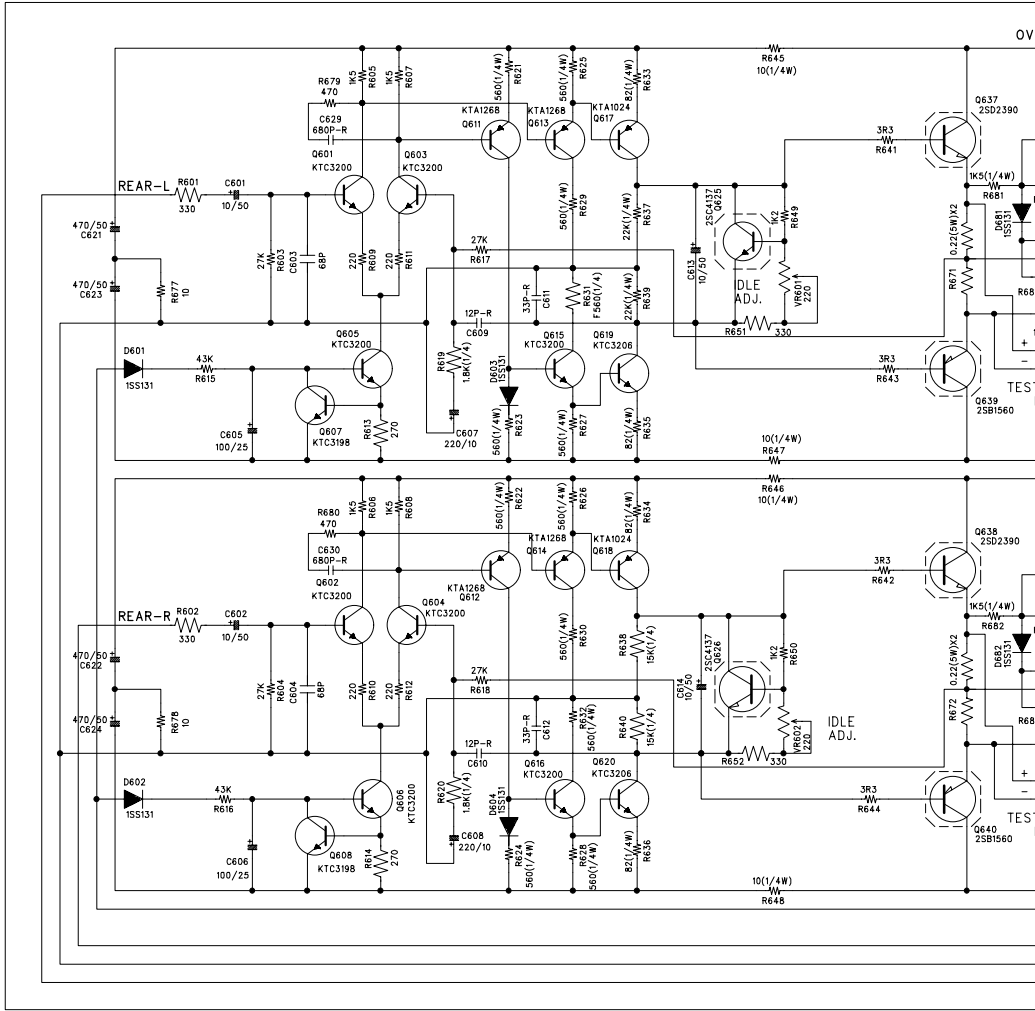 OV
R645
10(1/4W)
560(1/4W)
R621
560(1/4W)
R625
82(1/4W)
R633
1K5
R605
1K5
R607
R679
470
C629
680P-R
KTA1268
Q611
KTA1268
Q613
KTA1024
Q617
Q637
2SD2390
3R3
R641
Q601
KTC3200
Q603
KTC3200
REAR-L
R601
330
C601
10/50
1K5(1/4W)
R681
D681
1SS131
470/50
C621
470/50
C623
R677
10
27K
R603
C603
68P
220
R609
220
R611
27K
R617
560(1/4W)
R629
22K(1/4W)
R637
C613
10/50
2SC4137
Q625
1K2
R649
IDLE
ADJ.
VR601
220
0.22(5W)X2
R671
R68
33P-R
C611
R631
F560(1/4)
22K(1/4W)
R639
R651
330
12P-R
C609
Q605
KTC3200
R619
1.8K(1/4)
Q615
KTC3200
Q619
KTC3206
D603
1SS131
3R3
R643
+
-
TES
Q639
2SB1560
D601
1SS131
43K
R615
Q607
KTC3198
R613
270
C605
100/25
C607
220/10
560(1/4W)
R623
560(1/4W)
R627
82(1/4W)
R635
10(1/4W)
R647
R646
10(1/4W)
1K5
R606
1K5
R608
560(1/4W)
R622
560(1/4W)
R626
82(1/4W)
R634
R680
470
C630
680P-R
Q602
KTC3200
Q604
KTC3200
KTA1268
Q612
KTA1268
Q614
KTA1024
Q618
Q638
2SD2390
3R3
R642
REAR-R
R602
330
C602
10/50
1K5(1/4W)
R682
D682
1SS131
470/50
C622
470/50
C624
R678
10
27K
R604
C604
68P
220
R610
220
R612
27K
R618
560(1/4W)
R630
R638
15K(1/4)
C614
10/50
2SC4137
Q626
1K2
R650
IDLE
ADJ.
VR602
220
0.22(5W)X2
R672
R68
33P-R
C612
R632
560(1/4W)
R640
15K(1/4)
R652
330
12P-R
C610
Q606
KTC3200
R620
1.8K(1/4)
Q616
KTC3200
Q620
KTC3206
D604
1SS131
3R3
R644
+
-
TES
Q640
2SB1560
D602
1SS131
43K
R616
Q608
KTC3198
R614
270
C606
100/25
C608
220/10
R624
560(1/4W)
R628
560(1/4W)
82(1/4W)
R636
10(1/4W)
R648